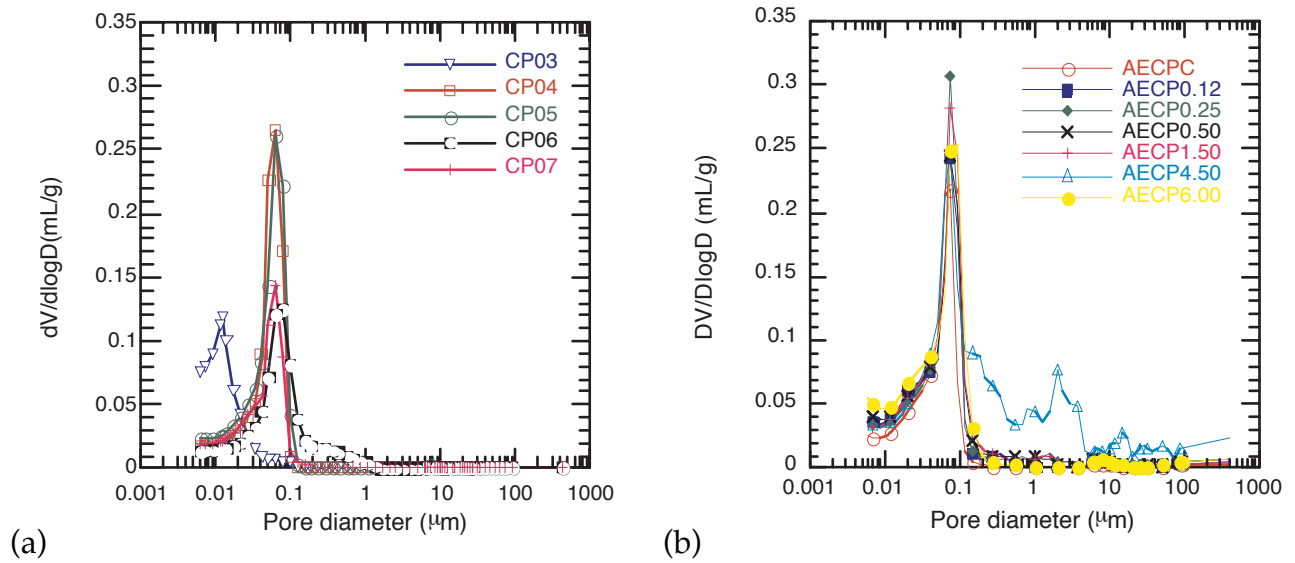 0.35
0.3
0.25
0.2
0.15
0.1
0.05
0
dV/dlogD(mL/g)
CP03
CP04
CP05
CP06
CP07
0.001 0.01 0.1 1 10 100 1000
Pore diameter (μm)
(a)
0.35
0.3
0.25
0.2
0.15
0.1
0.05
0
DV/DlogD (mL/g)
AECPC
AECP0.12
AECP0.25
AECP0.50
AECP1.50
AECP4.50
AECP6.00
0.001 0.01 0.1 1 10 100 1000
Pore diameter (μm)
(b)